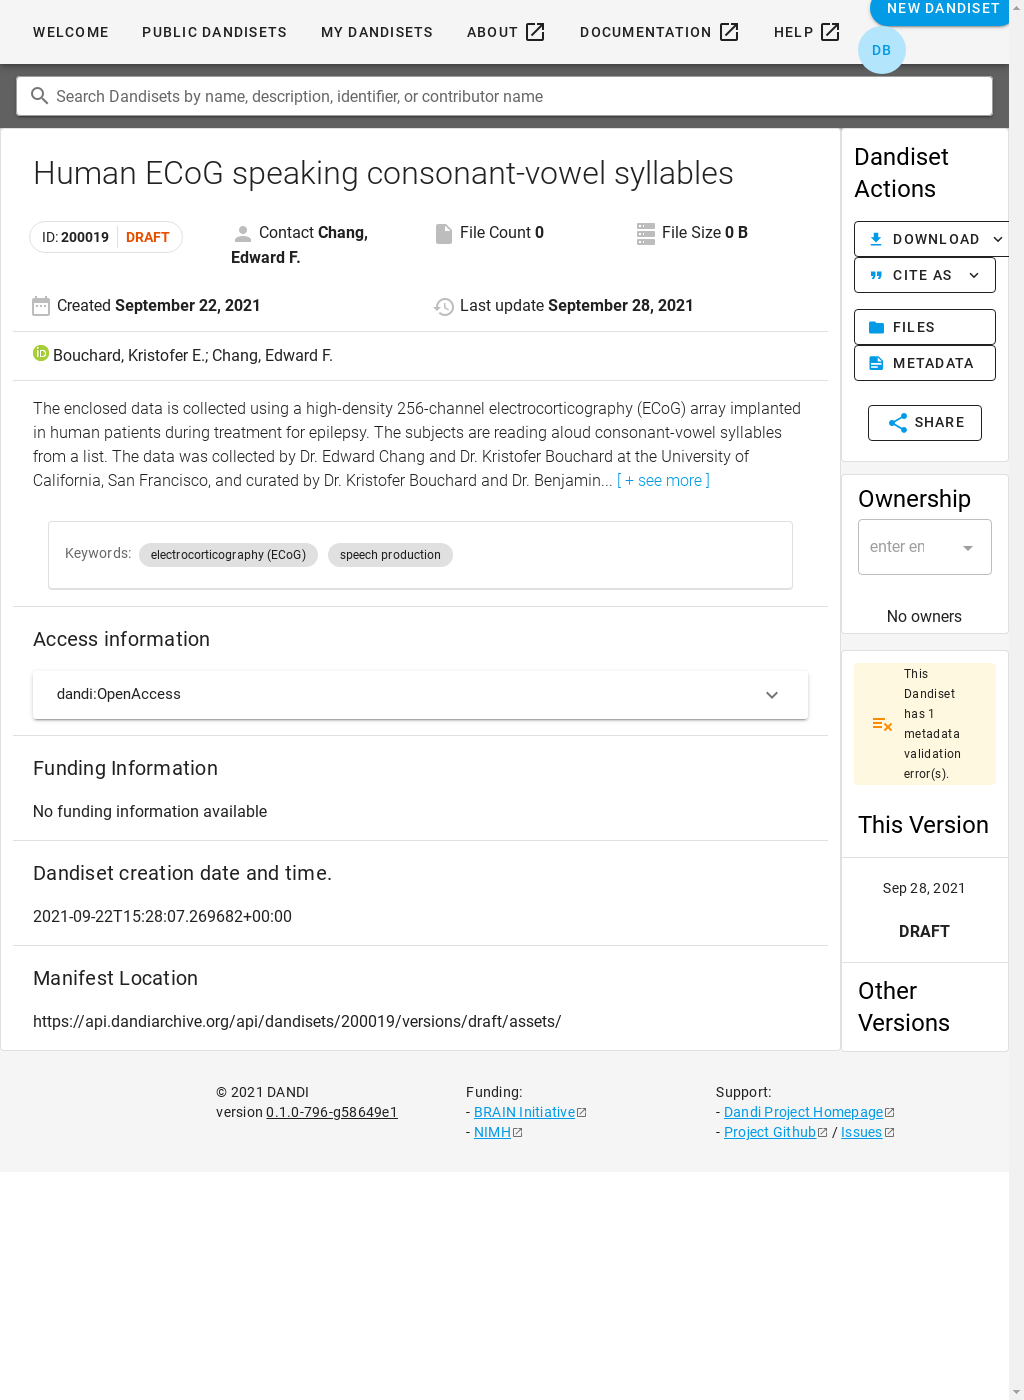 WELCOME PUBLIC DANDISETS MY DANDISETS ABOUT DOCUMENTATION HELP NEW DANDISET
DB
Search Dandisets by name, description, identifier, or contributor name
Human ECoG speaking consonant-vowel syllables
ID: 200019 DRAFT
Contact Chang,
Edward F.
File Count 0
File Size 0 B
Created September 22, 2021
Last update September 28, 2021
iD Bouchard, Kristofer E.; Chang, Edward F.
The enclosed data is collected using a high-density 256-channel electrocorticography (ECoG) array implanted
in human patients during treatment for epilepsy. The subjects are reading aloud consonant-vowel syllables
from a list. The data was collected by Dr. Edward Chang and Dr. Kristofer Bouchard at the University of
California, San Francisco, and curated by Dr. Kristofer Bouchard and Dr. Benjamin... [ + see more ]
Keywords: electrocorticography (ECoG) speech production
Access information
dandi:OpenAccess
Funding Information
No funding information available
Dandiset creation date and time.
2021-09-22T15:28:07.269682+00:00
Manifest Location
https://api.dandiarchive.org/api/dandisets/200019/versions/draft/assets/
Dandiset
Actions
DOWNLOAD
CITE AS
FILES
METADATA
SHARE
Ownership
enter en
No owners
This
Dandiset
has 1
metadata
validation
error(s).
This Version
Sep 28, 2021
DRAFT
Other
Versions
© 2021 DANDI
version 0.1.0-796-g58649e1
Funding:
- BRAIN Initiative
- NIMH
Support:
- Dandi Project Homepage
- Project Github / Issues